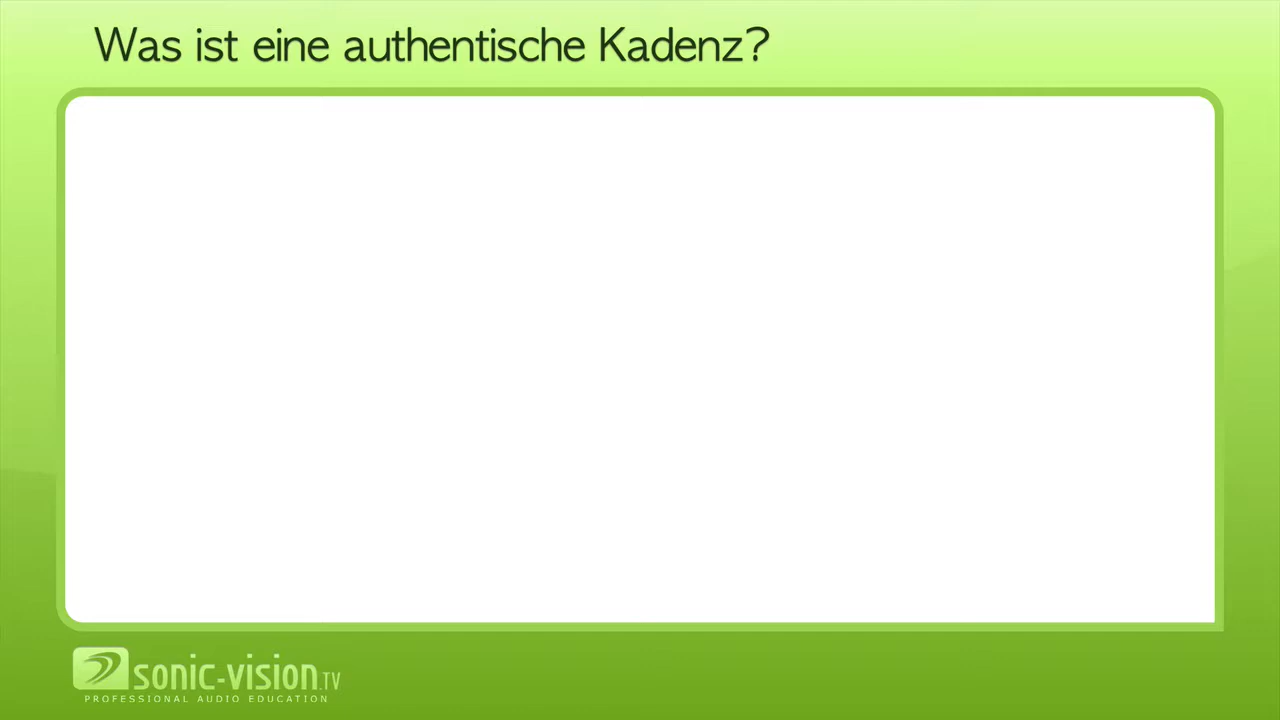 Was ist eine authentische Kadenz?
sonic-vision.TV
PROFESSIONAL AUDIO EDUCATION